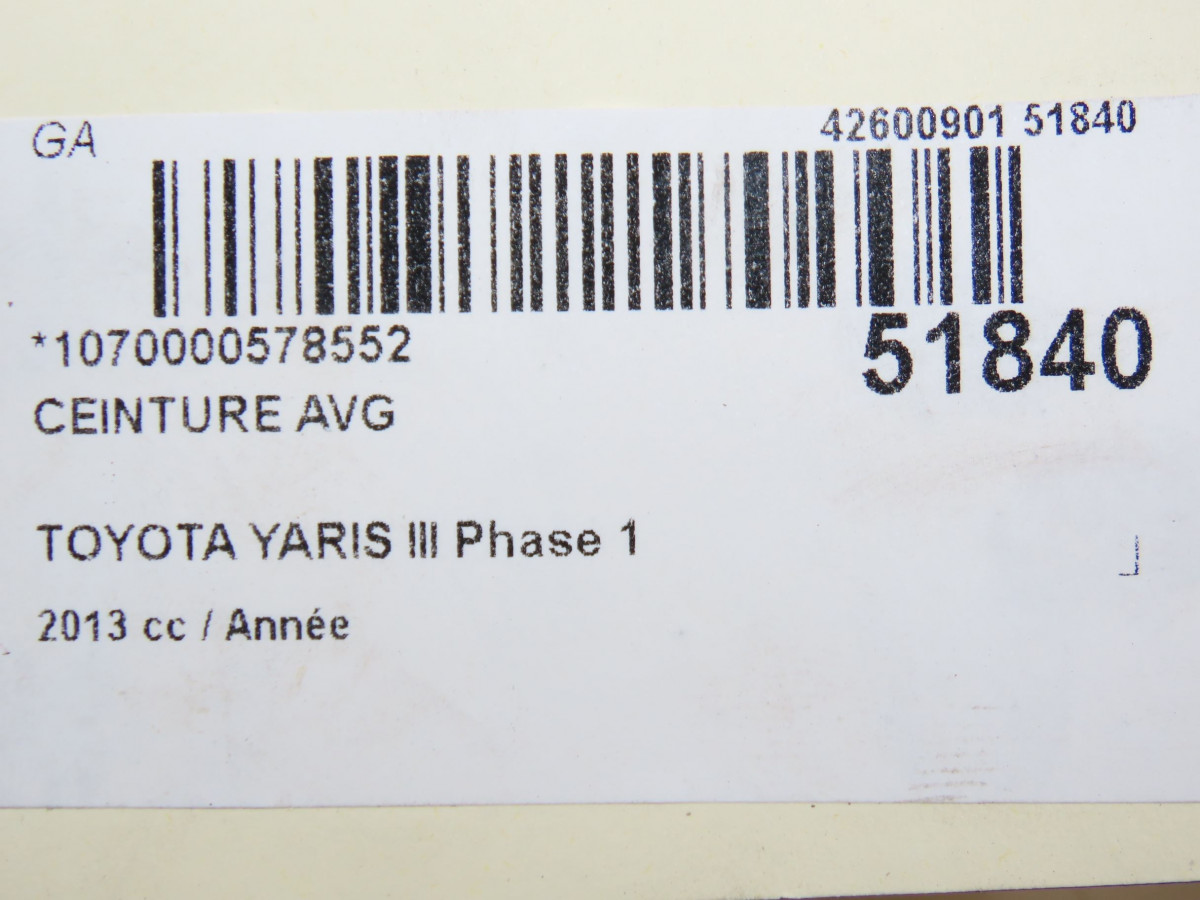 GA
42600901 51840
51840
*1070000578552
CEINTURE AVG
TOYOTA YARIS III Phase 1
2013 cc / Année